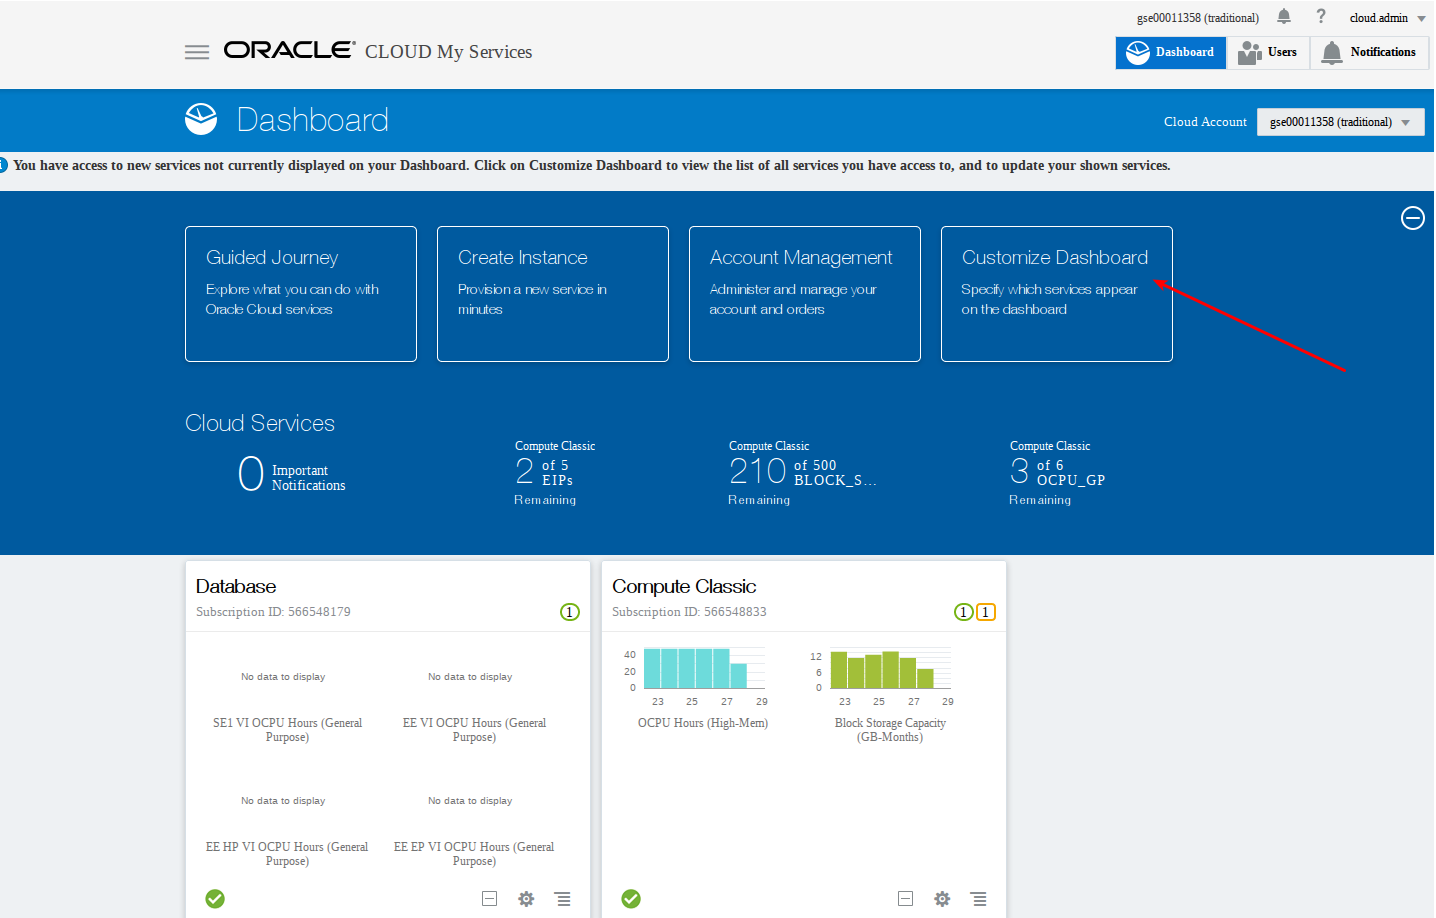 gse00011358 (traditional)
?
cloud.admin
ORACLE® CLOUD My Services
Dashboard
Users
Notifications
Dashboard
Cloud Account
gse00011358 (traditional)
You have access to new services not currently displayed on your Dashboard. Click on Customize Dashboard to view the list of all services you have access to, and to update your shown services.
Guided Journey
Explore what you can do with
Oracle Cloud services
Create Instance
Provision a new service in
minutes
Account Management
Administer and manage your
account and orders
Customize Dashboard
Specify which services appear
on the dashboard
Cloud Services
0 Important
Notifications
Compute Classic
2 of 5
EIPs
Remaining
Compute Classic
210 of 500
BLOCK_S...
Remaining
Compute Classic
3 of 6
OCPU_GP
Remaining
Database
Subscription ID: 566548179
1
No data to display
SE1 VI OCPU Hours (General
Purpose)
No data to display
EE VI OCPU Hours (General
Purpose)
No data to display
EE HP VI OCPU Hours (General
Purpose)
No data to display
EE EP VI OCPU Hours (General
Purpose)
Compute Classic
Subscription ID: 566548833
1 1
40
20
0
23 25 27 29
OCPU Hours (High-Mem)
12
6
0
23 25 27 29
Block Storage Capacity
(GB-Months)